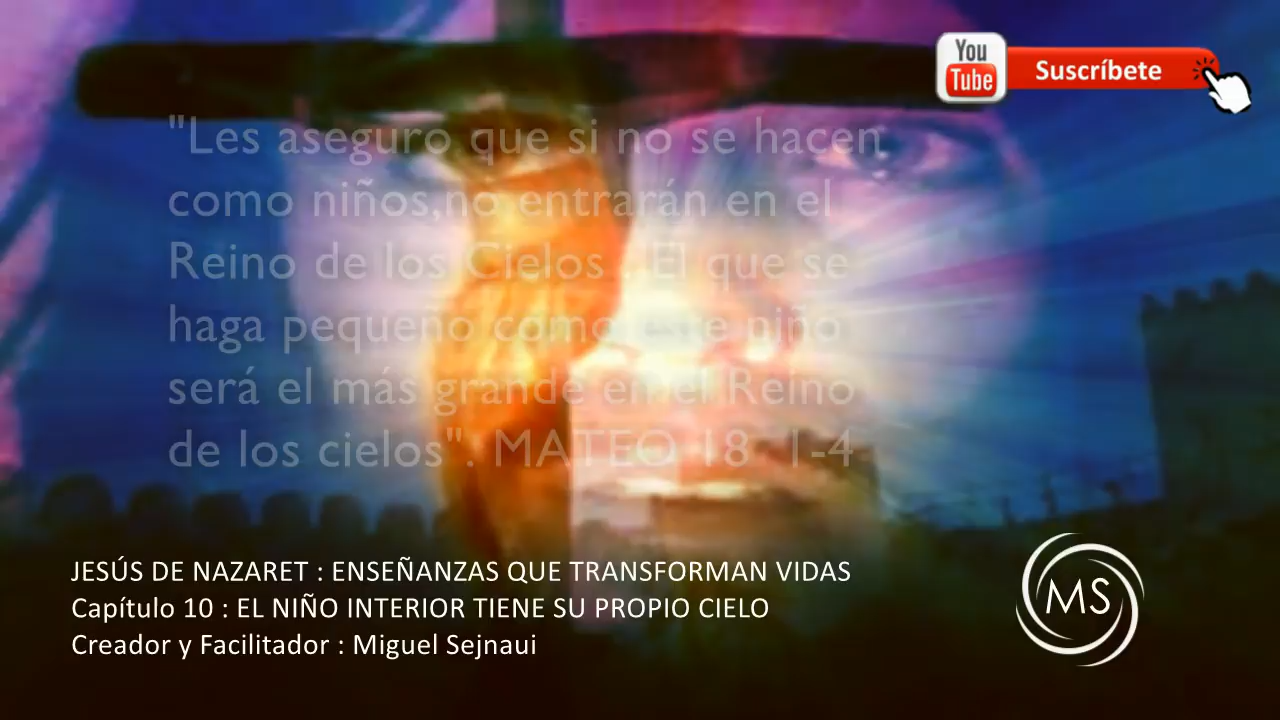 You
Tube
Suscríbete
"Les aseguro que si no se hacen
como niños,no entrarán en el
Reino de los Cielos . El que se
haga pequeño como este niño
será el más grande en el Reino
de los cielos". MATEO 18 1-4
JESÚS DE NAZARET : ENSEÑANZAS QUE TRANSFORMAN VIDAS
Capítulo 10 : EL NIÑO INTERIOR TIENE SU PROPIO CIELO
Creador y Facilitador : Miguel Sejnaui
MS